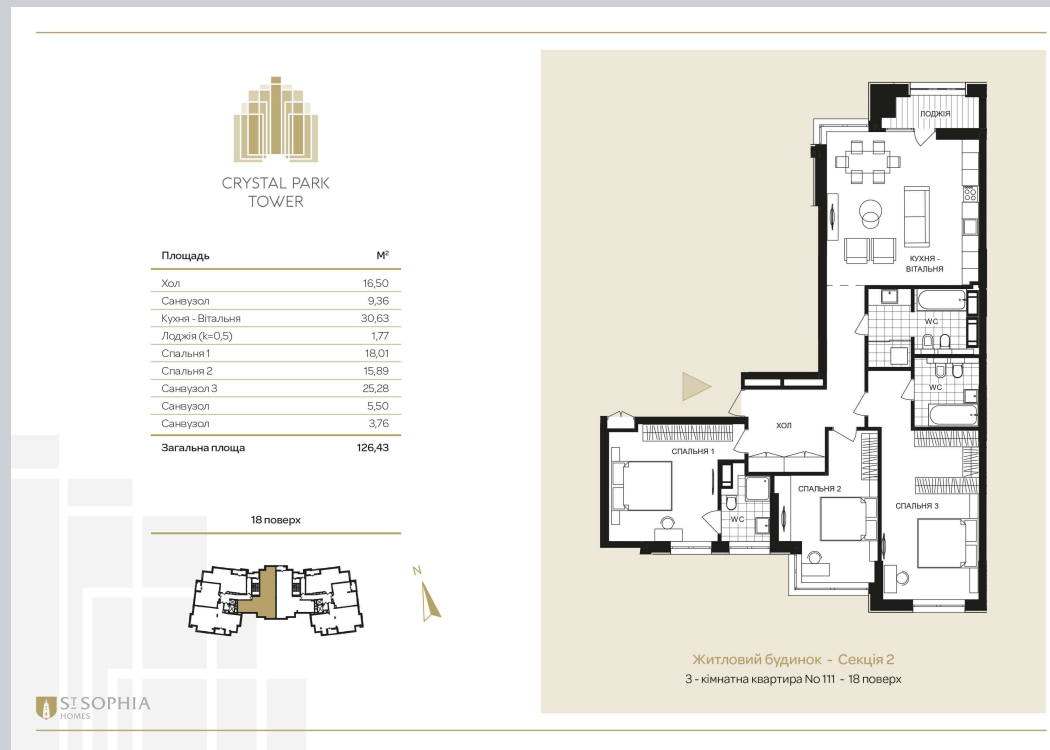 CRYSTAL PARK
TOWER
Площадь М²
Хол 16,50
Санвузол 9,36
Кухня - Вітальня 30,63
Лоджія (k=0,5) 1,77
Спальня 1 18,01
Спальня 2 15,89
Санвузол 3 25,28
Санвузол 5,50
Санвузол 3,76
Загальна площа 126,43
18 поверх
N
ST SOPHIA
HOMES
ЛОДЖІЯ
КУХНЯ -
ВІТАЛЬНЯ
WC
WC
ХОЛ
СПАЛЬНЯ 1
СПАЛЬНЯ 2
WC
СПАЛЬНЯ 3
Житловий будинок - Секція 2
3 - кімнатна квартира No 111 - 18 поверх